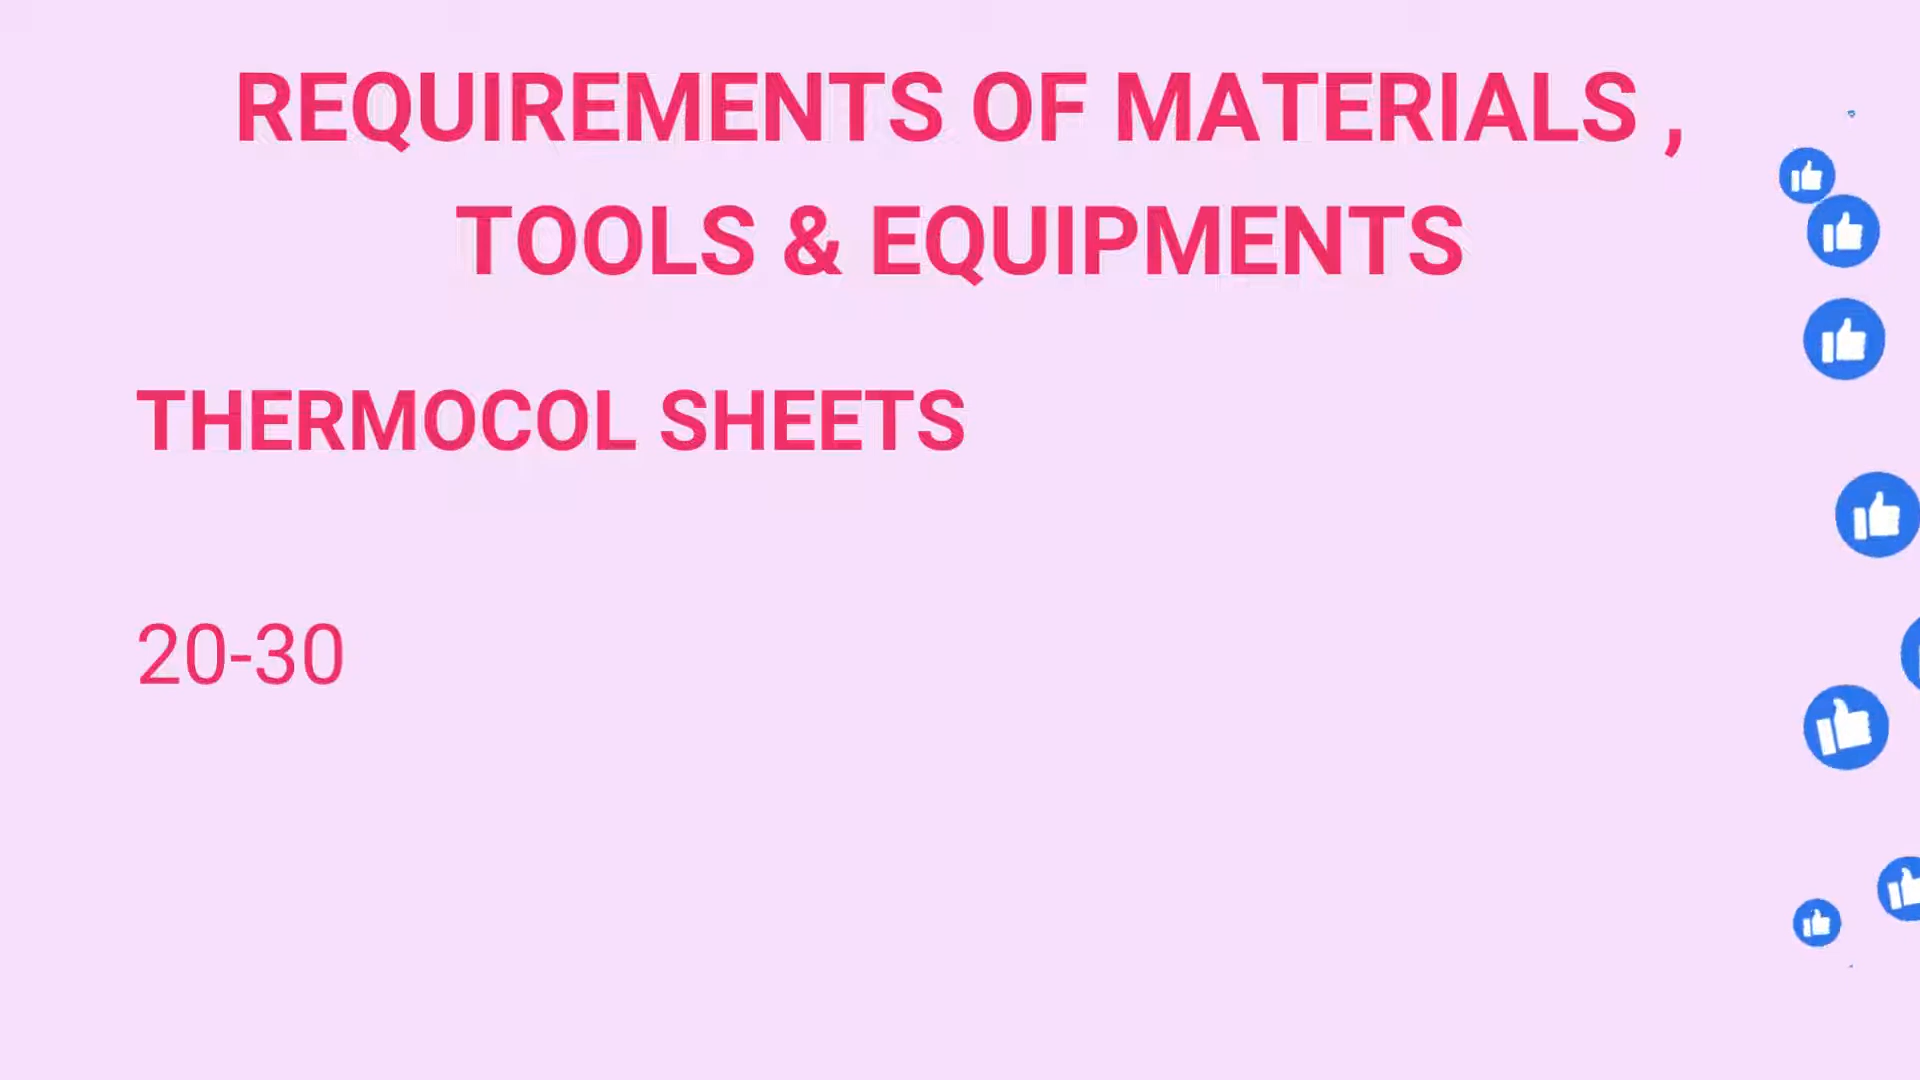 REQUIREMENTS OF MATERIALS ,
TOOLS & EQUIPMENTS
THERMOCOL SHEETS
20-30